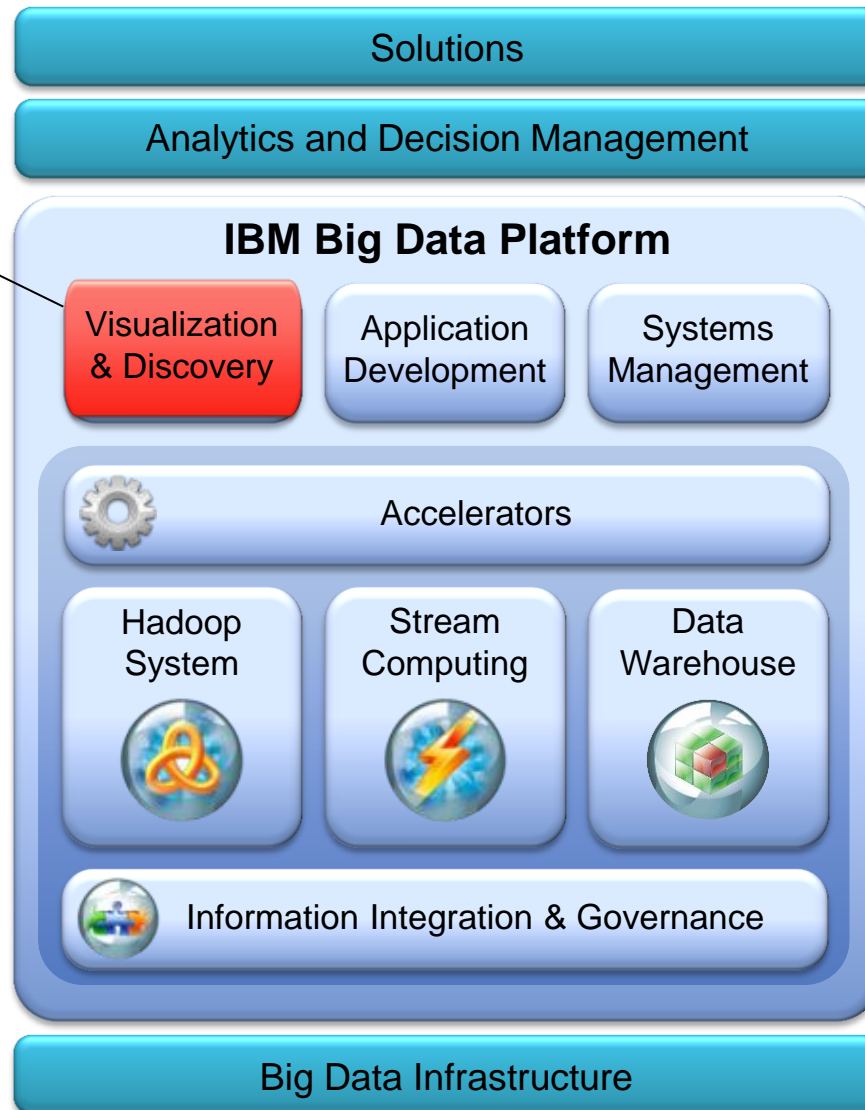 Solutions
Analytics and Decision Management
IBM Big Data Platform
Visualization
& Discovery
Application
Development
Systems
Management
Accelerators
Hadoop
System
Stream
Computing
Data
Warehouse
Information Integration & Governance
Big Data Infrastructure